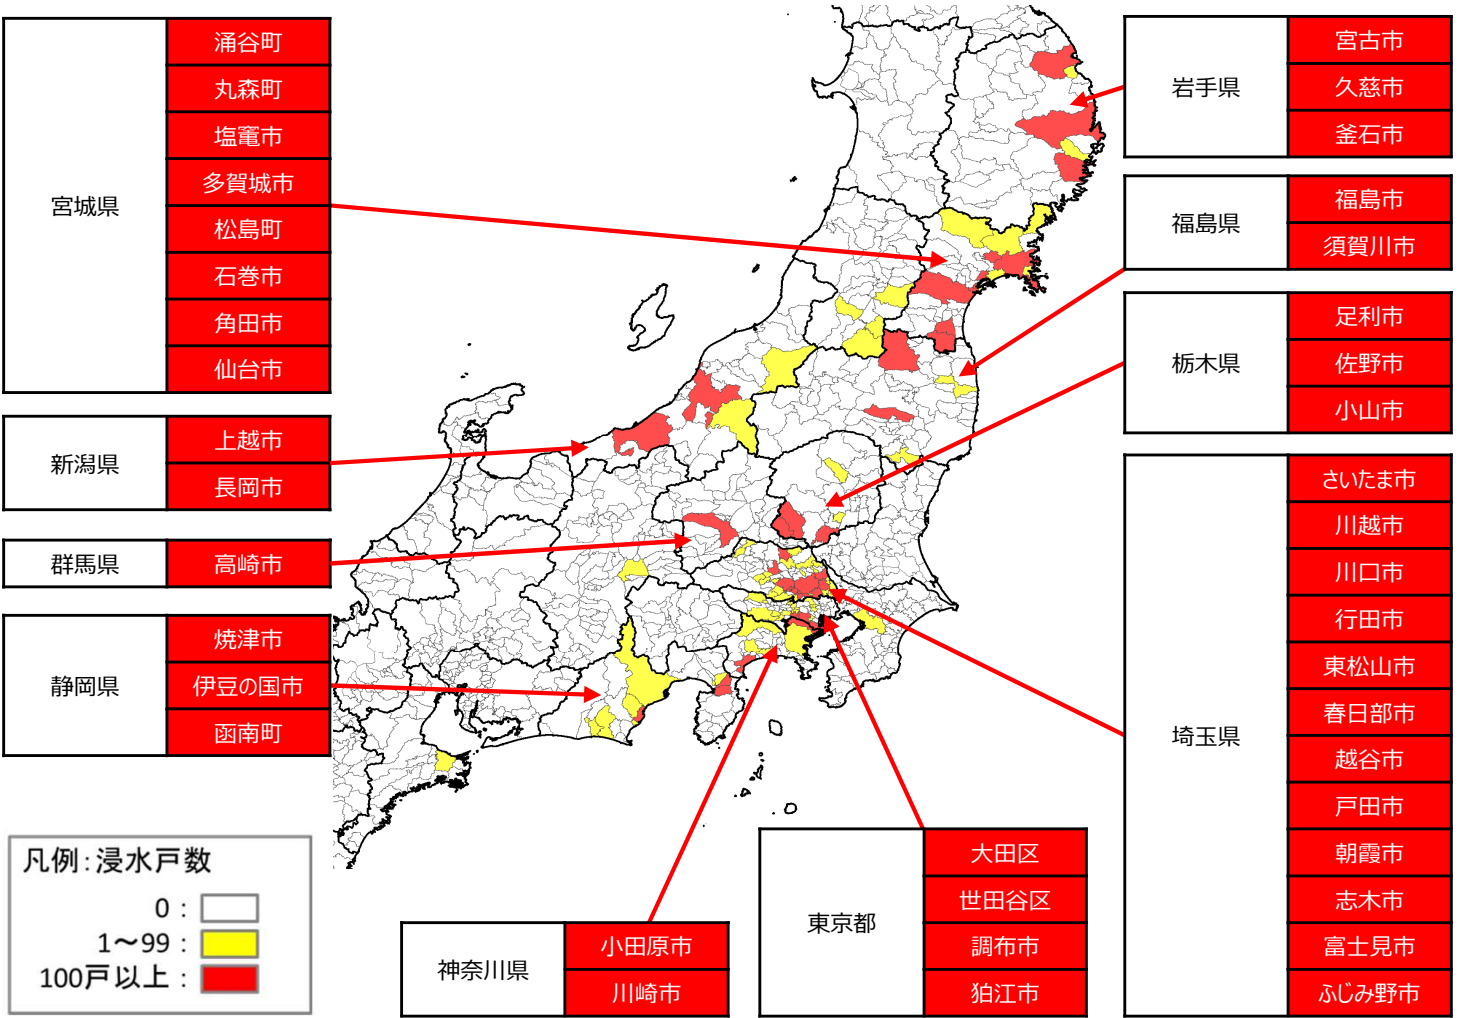 宮城県
涌谷町
丸森町
塩竈市
多賀城市
松島町
石巻市
角田市
仙台市
新潟県
上越市
長岡市
群馬県
高崎市
静岡県
焼津市
伊豆の国市
函南町
凡例:浸水戸数
0 :
1～99 :
100戸以上 :
神奈川県
小田原市
川崎市
東京都
大田区
世田谷区
調布市
狛江市
岩手県
宮古市
久慈市
釜石市
福島県
福島市
須賀川市
栃木県
足利市
佐野市
小山市
埼玉県
さいたま市
川越市
川口市
行田市
東松山市
春日部市
越谷市
戸田市
朝霞市
志木市
富士見市
ふじみ野市